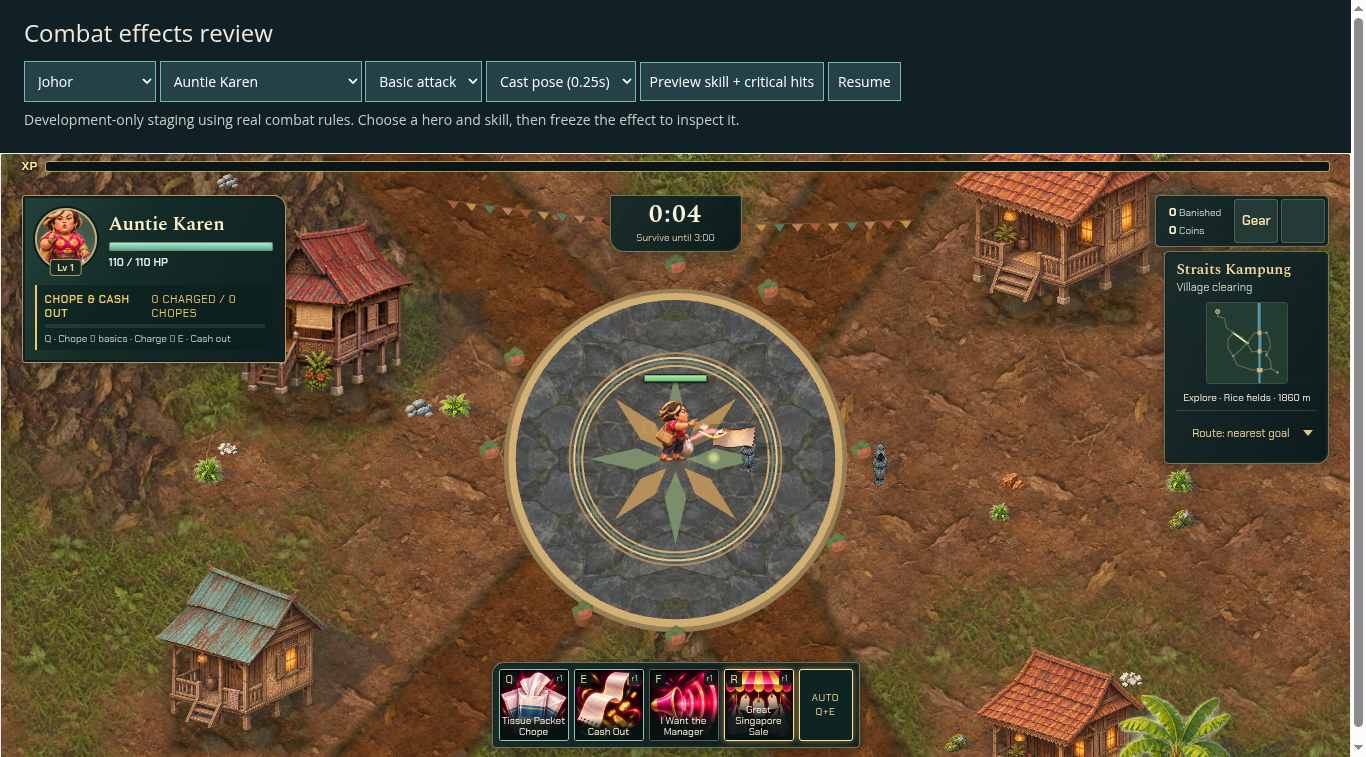 Combat effects review
Johor
Auntie Karen
Basic attack
Cast pose (0.25s)
Preview skill + critical hits
Resume
Development-only staging using real combat rules. Choose a hero and skill, then freeze the effect to inspect it.
XP
Auntie Karen
110 / 110 HP
Lv 1
CHOPE & CASH OUT
0 CHARGED / 0 CHOPES
Q · Chope ▯ basics · Charge ▯ E · Cash out
0:04
Survive until 3:00
0 Banished
0 Coins
Gear
Straits Kampung
Village clearing
Explore · Rice fields · 1860 m
Route: nearest goal
Q r1
Tissue Packet
Chope
E r1
Cash Out
F r1
I Want the
Manager
R r1
Great
Singapore
Sale
AUTO
Q+E